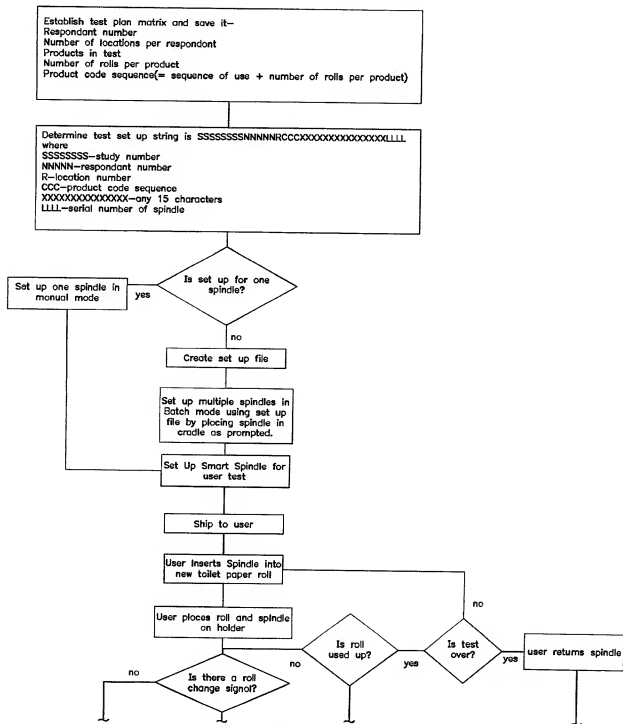 Establish test plan matrix and save it—
Respondant number
Number of locations per respondont
Products in test
Number of rolls per product
Product code sequence(= sequence of use + number of rolls per product)
Determine test set up string is SSSSSSSSNNNNNRCCCXXXXXXXXXXXXXXXLLLL
where
SSSSSSSS—study number
NNNNN—respondant number
R—location number
CCC—product code sequence
XXXXXXXXXXXXXXX—any 15 characters
LLLL—serial number of spindle
Is set up for one
spindle?
yes
Set up one spindle in
manual mode
no
Create set up file
Set up multiple spindles in
Batch mode using set up
file by plocing spindle in
cradle as prompted.
Set Up Smart Spindle for
user test
Ship to user
User Inserts Spindle into
new toilet paper roll
User ploces roll and spindle
on holder
Is there a roll
change signol?
no
no
Is roll
used up?
yes
Is test
over?
no
yes
user returns spindle